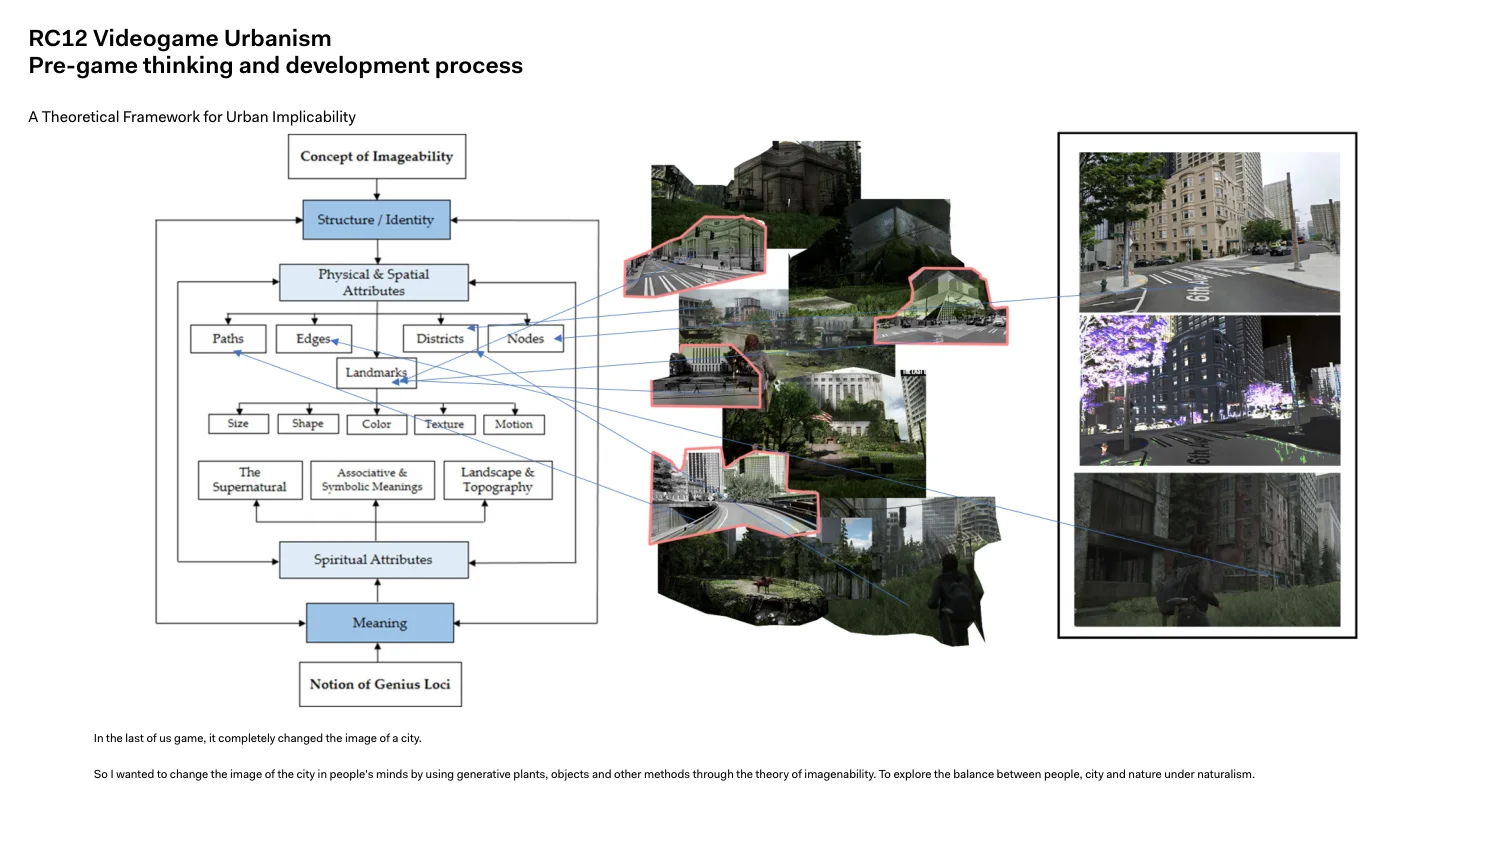 RC12 Videogame Urbanism
Pre-game thinking and development process
A Theoretical Framework for Urban Implicability
Concept of Imageability
Structure / Identity
Physical & Spatial
Attributes
Paths
Edges
Districts
Nodes
Landmarks
Size
Shape
Color
Texture
Motion
The
Supernatural
Associative &
Symbolic Meanings
Landscape &
Topography
Spiritual Attributes
Meaning
Notion of Genius Loci
6th Av
6th
In the last of us game, it completely changed the image of a city.
So I wanted to change the image of the city in people's minds by using generative plants, objects and other methods through the theory of imagenability. To explore the balance between people, city and nature under naturalism.